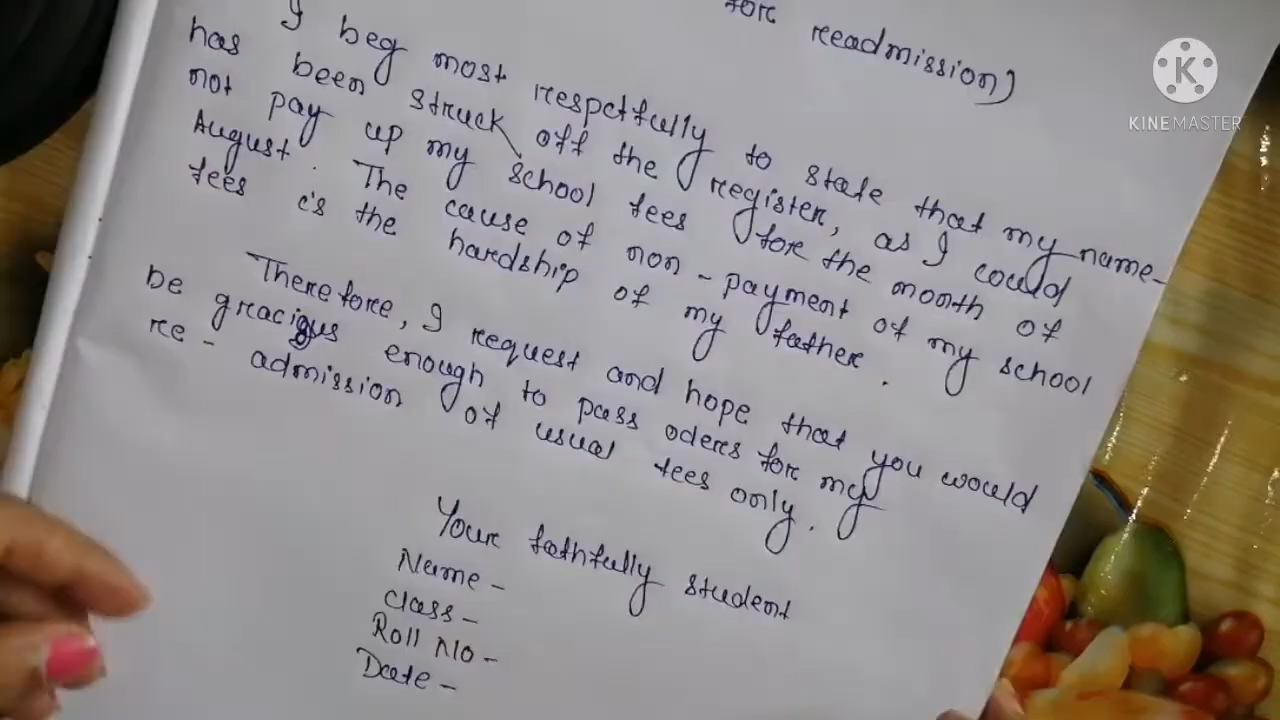 for readmission)
I beg most respctfully to state that my name-
has been struck off the register, as I could
not pay up my school fees for the month of
August. The cause of non-payment of my school
fees is the hardship of my father.
Therefore, I request and hope that you would
be gracious enough to pass oders for my
re-admission of usual fees only.
Your fathfully student
Name-
Class-
Roll No-
Date-
K
KINEMASTER